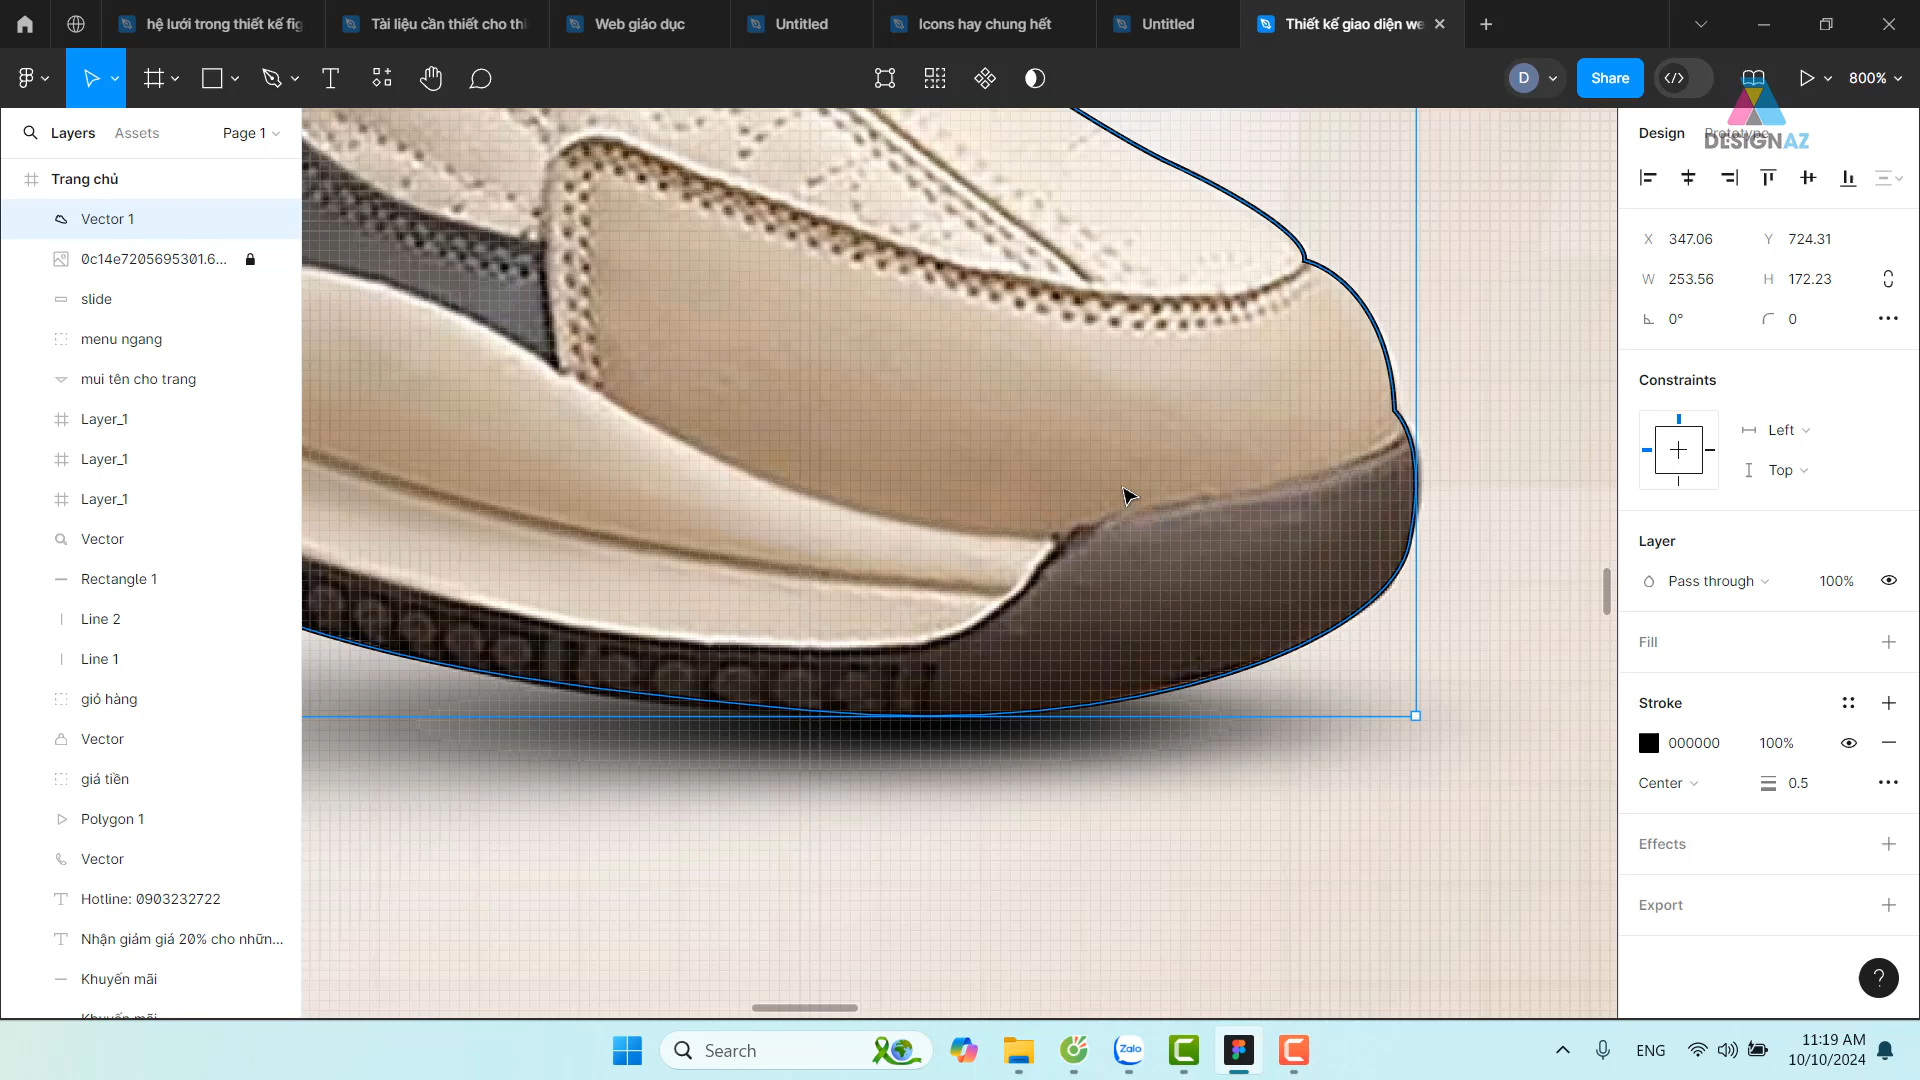 hệ lưới trong thiết kế fig
Tài liệu cần thiết cho thi
Web giáo dục
Untitled
Icons hay chung hết
Untitled
Thiết kế giao diện we
D
Share
800%
Layers
Assets
Page 1
Design
Prototype
DESIGNAZ
Trang chủ
Vector 1
0c14e7205695301.6...
slide
menu ngang
mui tên cho trang
Layer_1
Layer_1
Layer_1
Vector
Rectangle 1
Line 2
Line 1
giỏ hàng
Vector
giá tiền
Polygon 1
Vector
Hotline: 0903232722
Nhận giảm giá 20% cho nhữn...
Khuyến mãi
Khuyến mãi
X 347.06 Y 724.31
W 253.56 H 172.23
0° 0
Constraints
Left
Top
Layer
Pass through 100%
Fill
Stroke
000000 100%
Center 0.5
Effects
Export
?
Search
Zalo
ENG
11:19 AM
10/10/2024